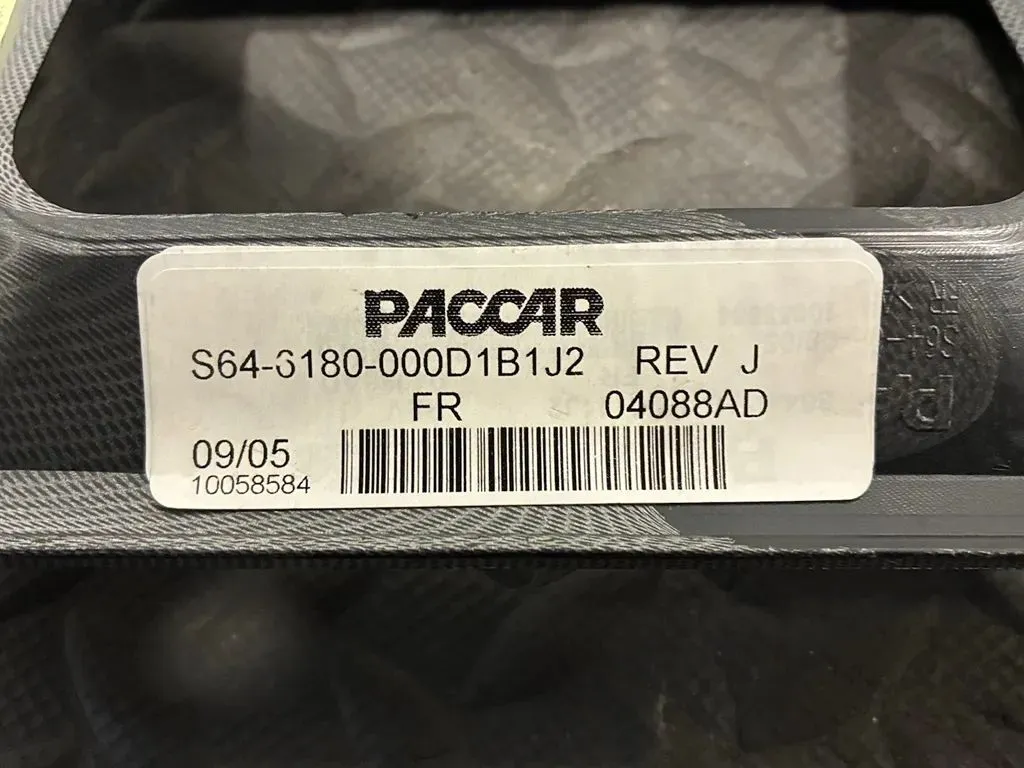 PACCAR
S64-6180-000D1B1J2 REV J
FR 04088AD
09/05
10058584